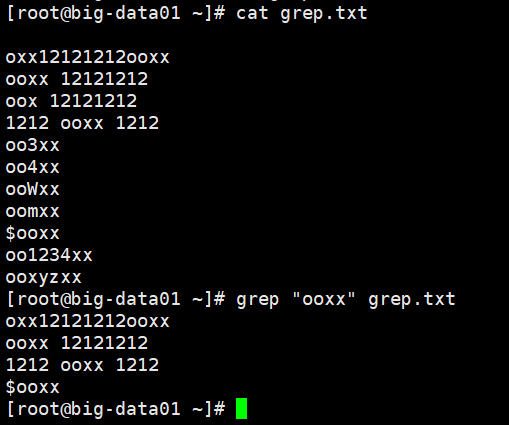 [root@big-data01 ~]# cat grep.txt

oxx12121212ooxx
ooxx 12121212
oox 12121212
1212 ooxx 1212
oo3xx
oo4xx
ooWxx
oomxx
$ooxx
oo1234xx
ooxyzxx
[root@big-data01 ~]# grep "ooxx" grep.txt
oxx12121212ooxx
ooxx 12121212
1212 ooxx 1212
$ooxx
[root@big-data01 ~]#